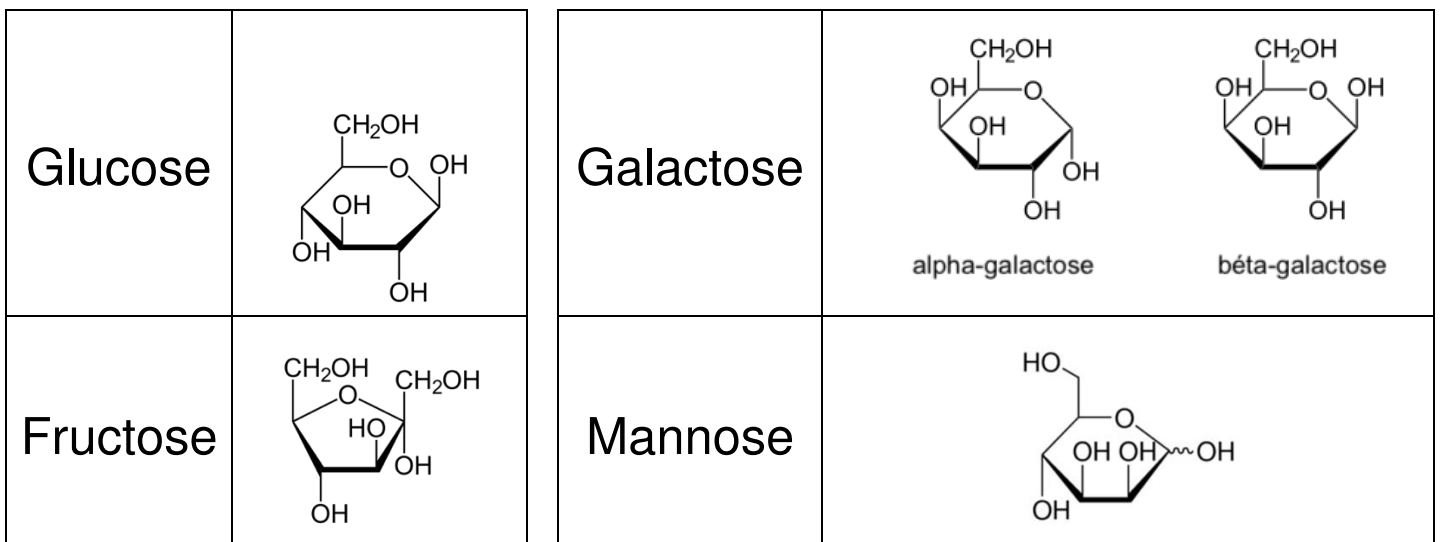 Glucose
CH₂OH
O OH
OH
OH
OH
Galactose
CH₂OH
OH O
OH
OH
OH
alpha-galactose
CH₂OH
OH O OH
OH
OH
béta-galactose
Fructose
CH₂OH
CH₂OH
O
HO
OH
OH
Mannose
HO
O
OH OH OH
OH